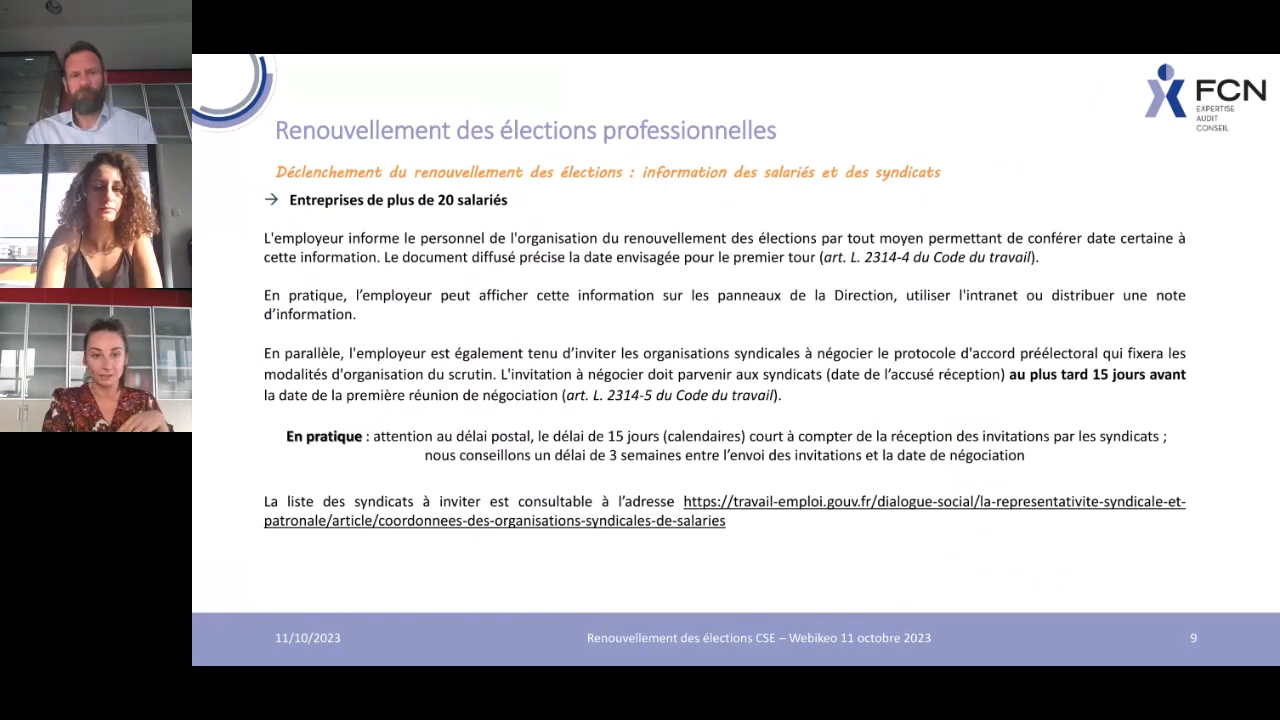 FCN
EXPERTISE
AUDIT
CONSEIL
Renouvellement des élections professionnelles
Déclenchement du renouvellement des élections : information des salariés et des syndicats
→ Entreprises de plus de 20 salariés
L'employeur informe le personnel de l'organisation du renouvellement des élections par tout moyen permettant de conférer date certaine à
cette information. Le document diffusé précise la date envisagée pour le premier tour (art. L. 2314-4 du Code du travail).
En pratique, l’employeur peut afficher cette information sur les panneaux de la Direction, utiliser l'intranet ou distribuer une note
d’information.
En parallèle, l'employeur est également tenu d’inviter les organisations syndicales à négocier le protocole d'accord préélectoral qui fixera les
modalités d'organisation du scrutin. L'invitation à négocier doit parvenir aux syndicats (date de l’accusé réception) au plus tard 15 jours avant
la date de la première réunion de négociation (art. L. 2314-5 du Code du travail).
En pratique : attention au délai postal, le délai de 15 jours (calendaires) court à compter de la réception des invitations par les syndicats ;
nous conseillons un délai de 3 semaines entre l’envoi des invitations et la date de négociation
La liste des syndicats à inviter est consultable à l’adresse https://travail-emploi.gouv.fr/dialogue-social/la-representativite-syndicale-et-
patronale/article/coordonnees-des-organisations-syndicales-de-salaries
11/10/2023
Renouvellement des élections CSE – Webikeo 11 octobre 2023
9